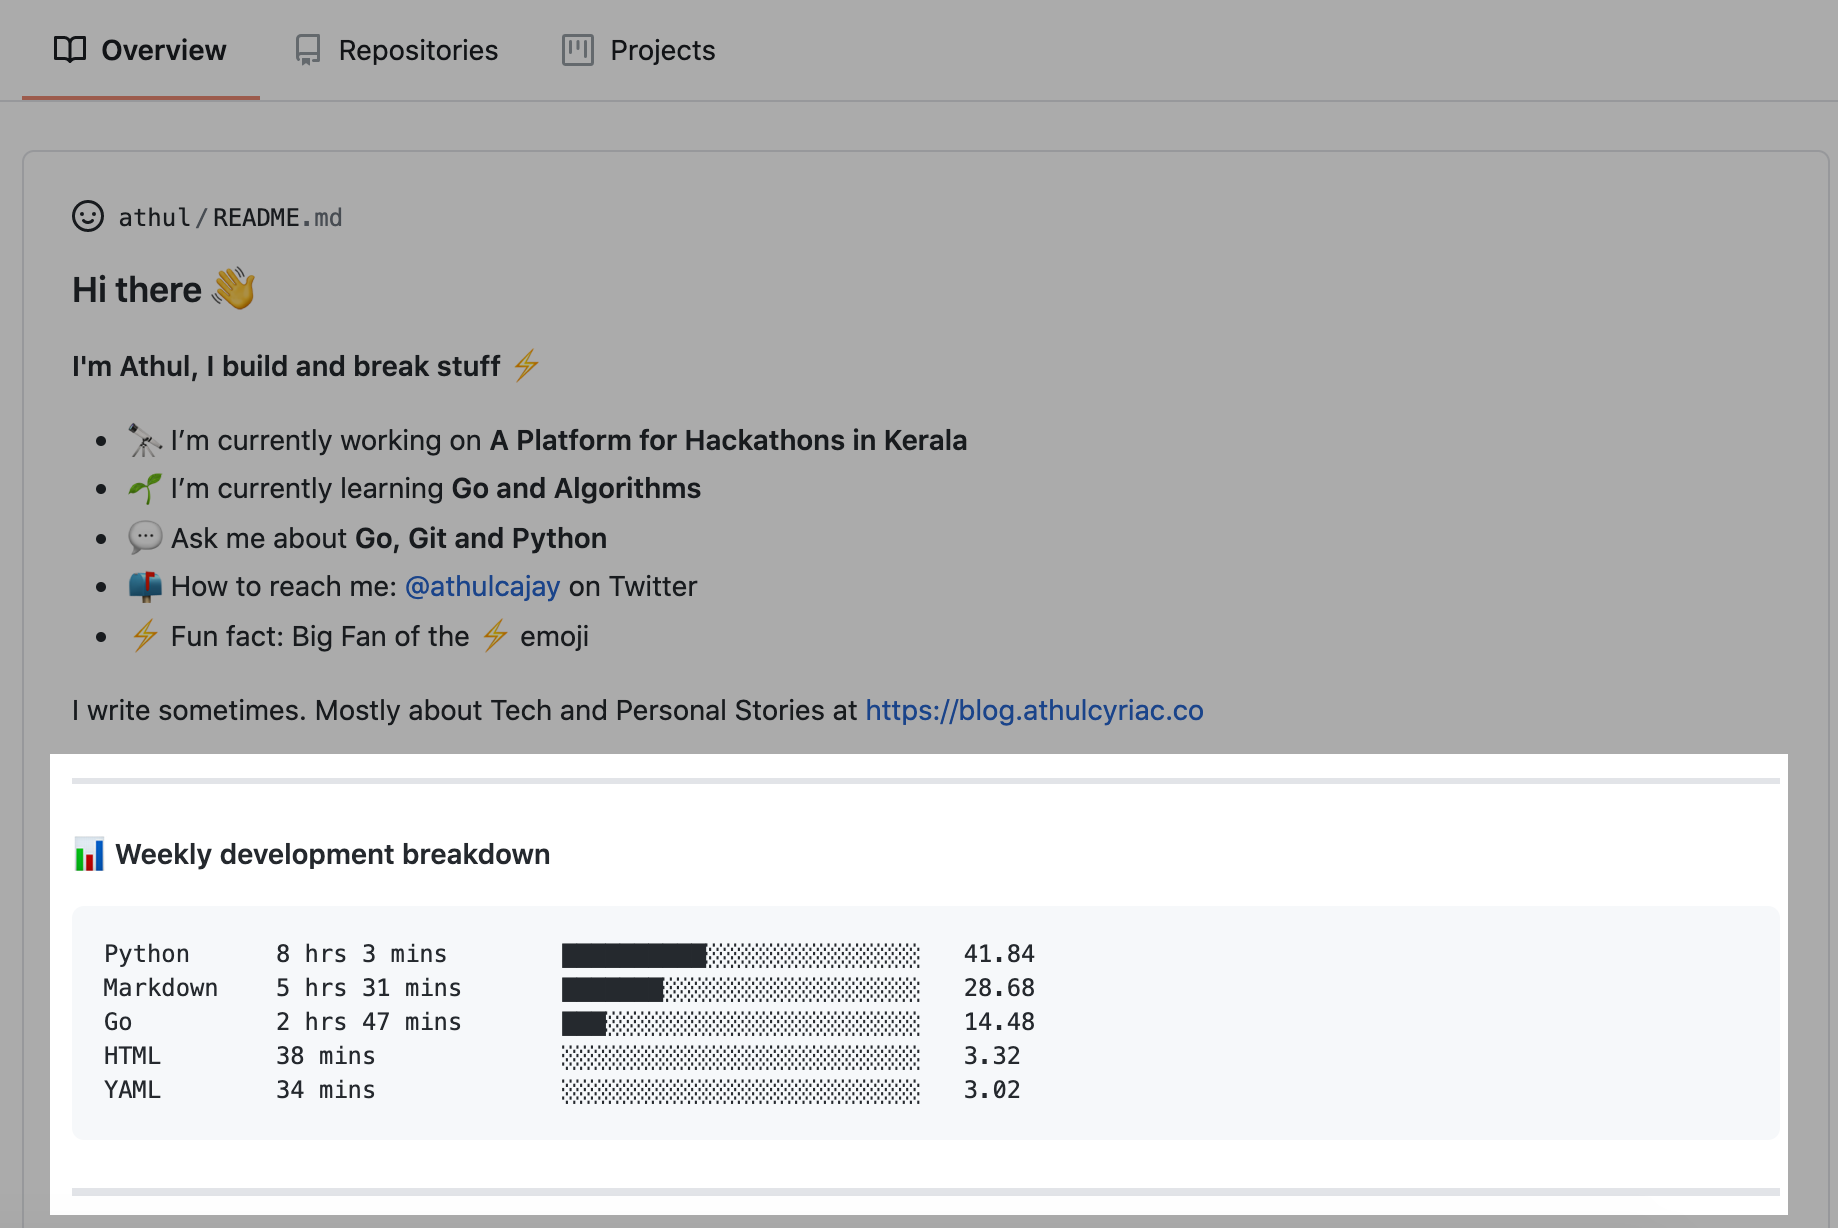 Overview Repositories Projects
athul/README.md
Hi there 👋
I'm Athul, I build and break stuff ⚡
• 🔭 I’m currently working on A Platform for Hackathons in Kerala
• 🌱 I’m currently learning Go and Algorithms
• 💬 Ask me about Go, Git and Python
• 📫 How to reach me: @athulcajay on Twitter
• ⚡ Fun fact: Big Fan of the ⚡ emoji
I write sometimes. Mostly about Tech and Personal Stories at https://blog.athulcyriac.co
📊 Weekly development breakdown
Python 8 hrs 3 mins 41.84
Markdown 5 hrs 31 mins 28.68
Go 2 hrs 47 mins 14.48
HTML 38 mins 3.32
YAML 34 mins 3.02